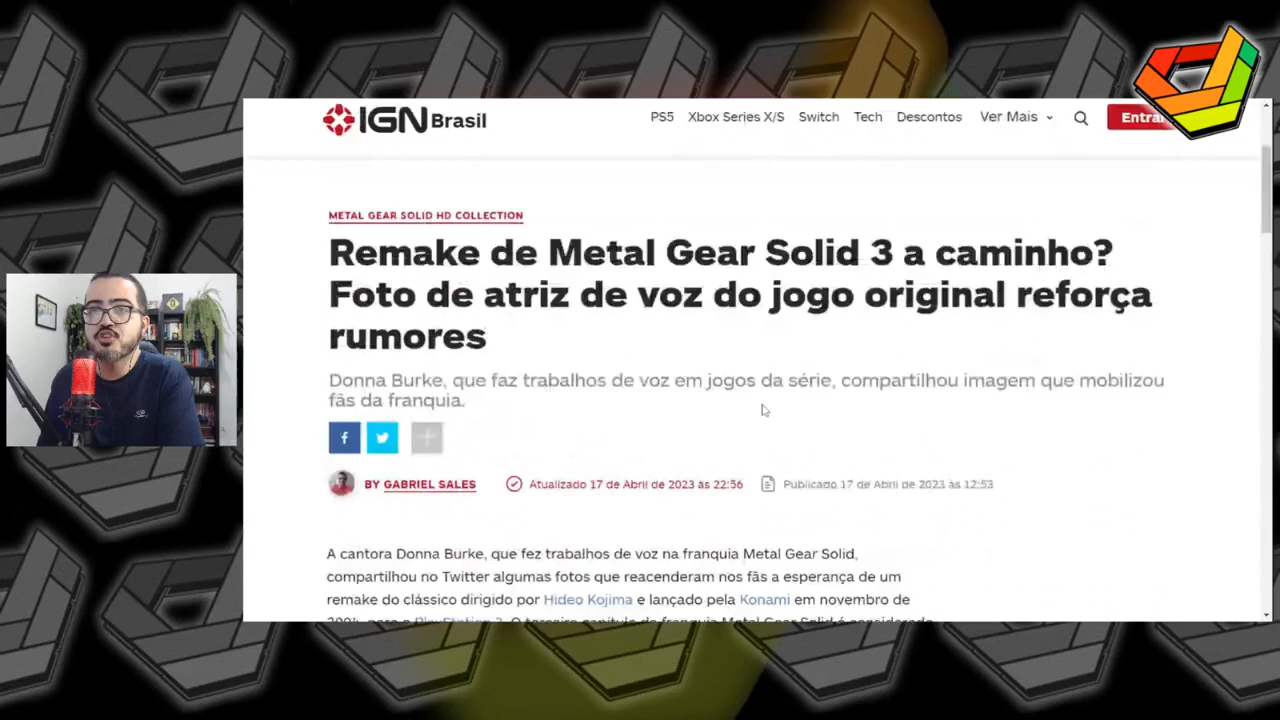 IGN Brasil
PS5 Xbox Series X/S Switch Tech Descontos Ver Mais
METAL GEAR SOLID HD COLLECTION
Remake de Metal Gear Solid 3 a caminho?
Foto de atriz de voz do jogo original reforça
rumores
Donna Burke, que faz trabalhos de voz em jogos da série, compartilhou imagem que mobilizou
fãs da franquia.
BY GABRIEL SALES Atualizado 17 de Abril de 2023 às 22:56 Publicado 17 de Abril de 2023 às 12:53
A cantora Donna Burke, que fez trabalhos de voz na franquia Metal Gear Solid,
compartilhou no Twitter algumas fotos que reacenderam nos fãs a esperança de um
remake do clássico dirigido por Hideo Kojima e lançado pela Konami em novembro de